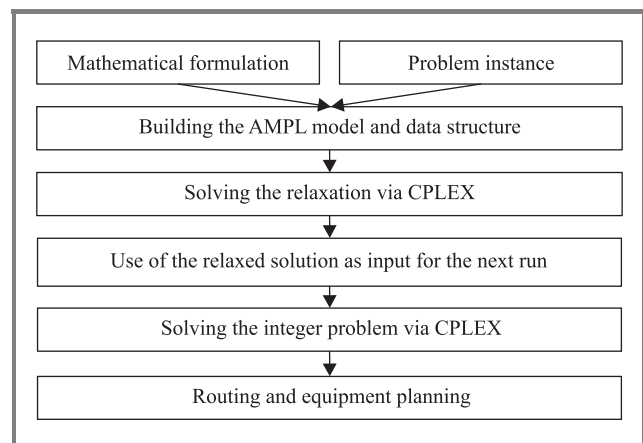 Mathematical formulation
Problem instance
Building the AMPL model and data structure
Solving the relaxation via CPLEX
Use of the relaxed solution as input for the next run
Solving the integer problem via CPLEX
Routing and equipment planning